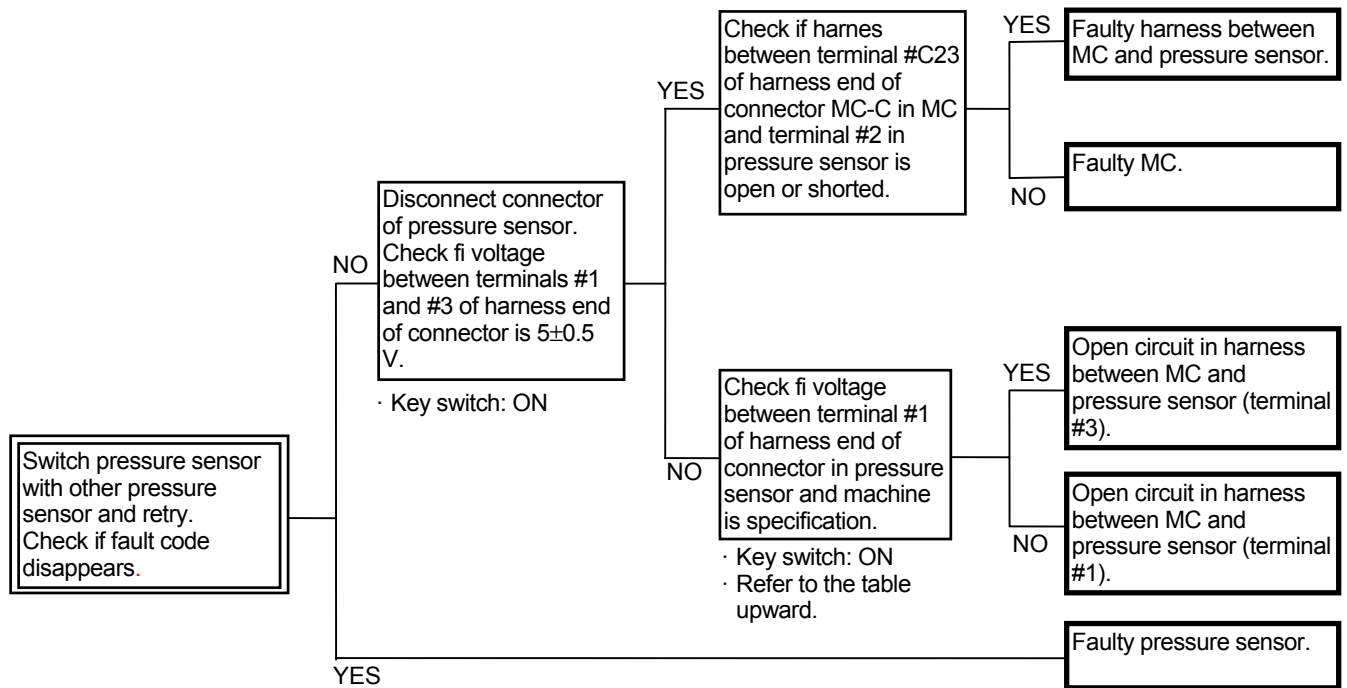 Switch pressure sensor
with other pressure
sensor and retry.
Check if fault code
disappears.
NO
YES
Disconnect connector
of pressure sensor.
Check fi voltage
between terminals #1
and #3 of harness end
of connector is 5±0.5
V.
· Key switch: ON
YES
NO
Check if harnes
between terminal #C23
of harness end of
connector MC-C in MC
and terminal #2 in
pressure sensor is
open or shorted.
YES
NO
Faulty harness between
MC and pressure sensor.
Faulty MC.
Check fi voltage
between terminal #1
of harness end of
connector in pressure
sensor and machine
is specification.
· Key switch: ON
· Refer to the table
upward.
YES
NO
Open circuit in harness
between MC and
pressure sensor (terminal
#3).
Open circuit in harness
between MC and
pressure sensor (terminal
#1).
Faulty pressure sensor.